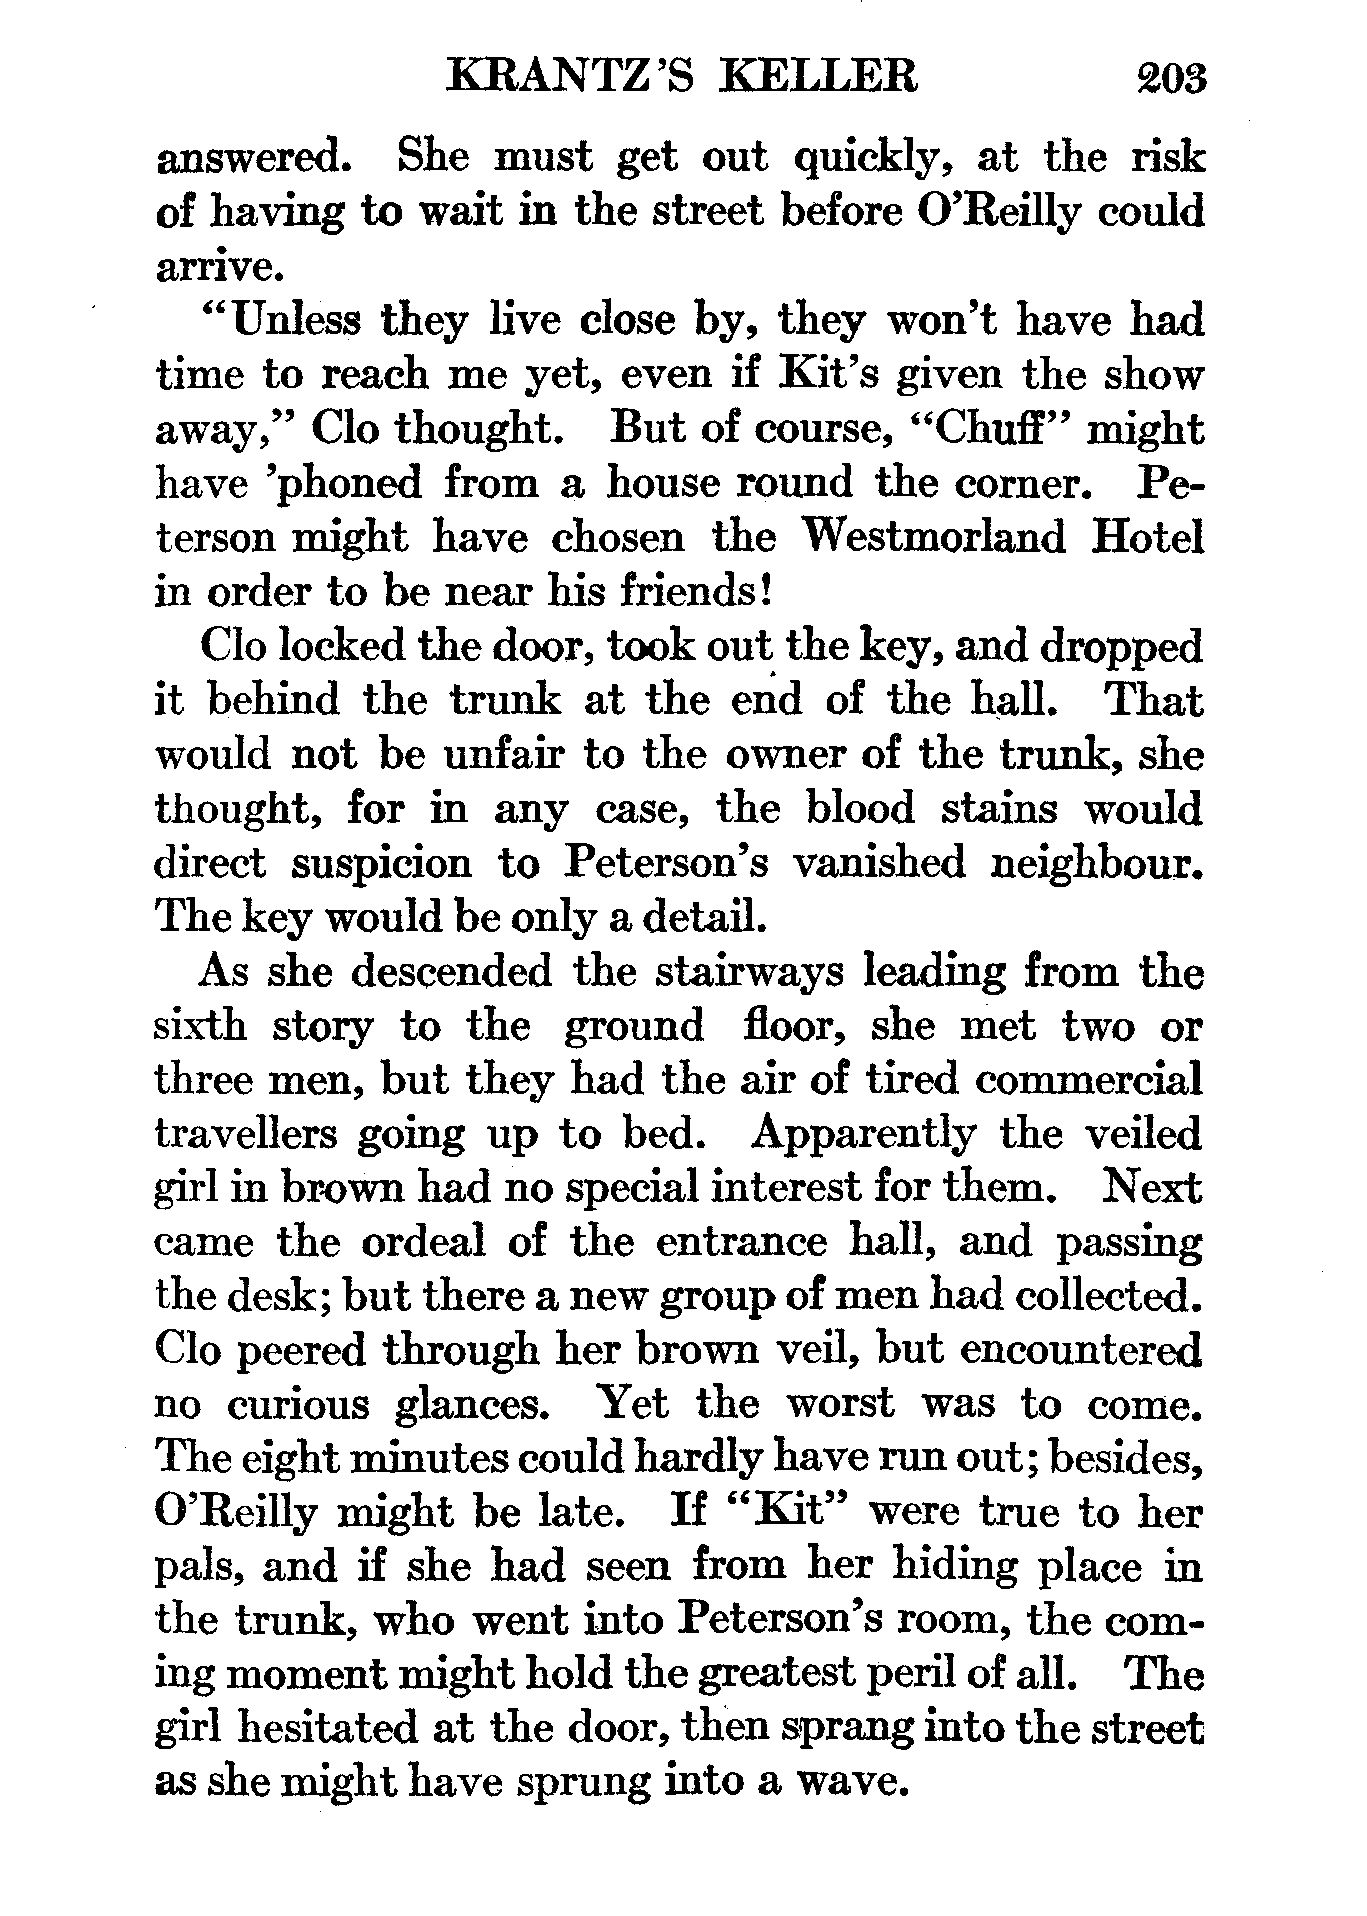 KRANTZ'S KELLER 203
answered. She must get out quickly, at the risk
of having to wait in the street before O'Reilly could
arrive.
"Unless they live close by, they won't have had
time to reach me yet, even if Kit's given the show
away," Clo thought. But of course, "Chuff" might
have 'phoned from a house round the corner. Pe-
terson might have chosen the Westmorland Hotel
in order to be near his friends!
Clo locked the door, took out the key, and dropped
it behind the trunk at the end of the hall. That
would not be unfair to the owner of the trunk, she
thought, for in any case, the blood stains would
direct suspicion to Peterson's vanished neighbour.
The key would be only a detail.
As she descended the stairways leading from the
sixth story to the ground floor, she met two or
three men, but they had the air of tired commercial
travellers going up to bed. Apparently the veiled
girl in brown had no special interest for them. Next
came the ordeal of the entrance hall, and passing
the desk; but there a new group of men had collected.
Clo peered through her brown veil, but encountered
no curious glances. Yet the worst was to come.
The eight minutes could hardly have run out; besides,
O'Reilly might be late. If "Kit" were true to her
pals, and if she had seen from her hiding place in
the trunk, who went into Peterson's room, the com-
ing moment might hold the greatest peril of all. The
girl hesitated at the door, then sprang into the street
as she might have sprung into a wave.